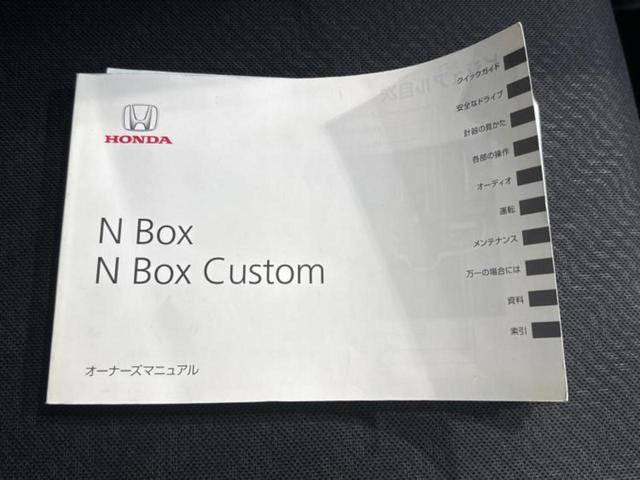 HONDA
N Box
N Box Custom
オーナーズマニュアル
クイックガイド
安全なドライブ
計器の見かた
各部の操作
オーディオ
運転
メンテナンス
万一の場合には
資料
索引